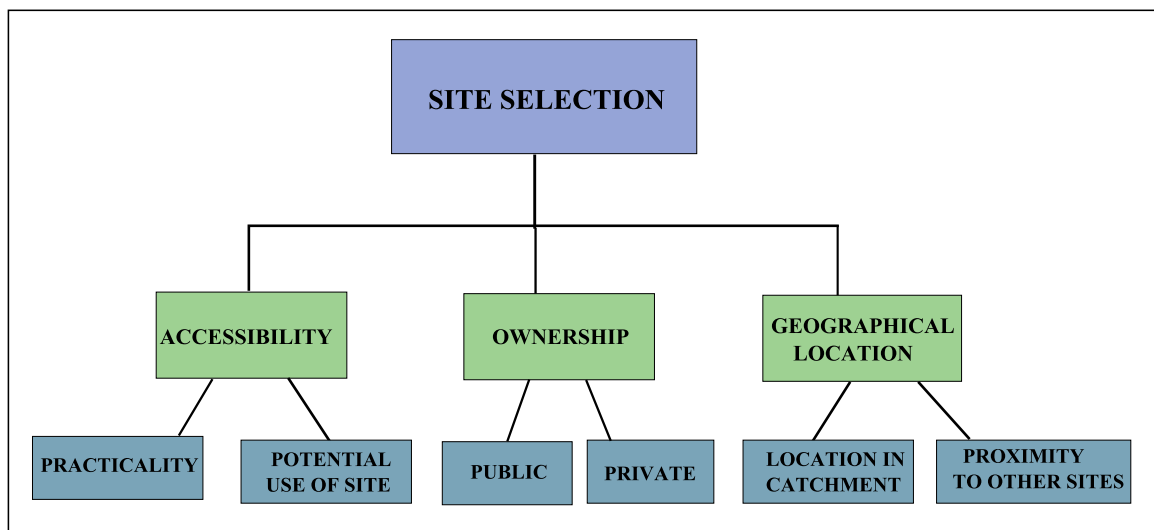 SITE SELECTION
ACCESSIBILITY
OWNERSHIP
GEOGRAPHICAL
LOCATION
PRACTICALITY
POTENTIAL
USE OF SITE
PUBLIC
PRIVATE
LOCATION IN
CATCHMENT
PROXIMITY
TO OTHER SITES